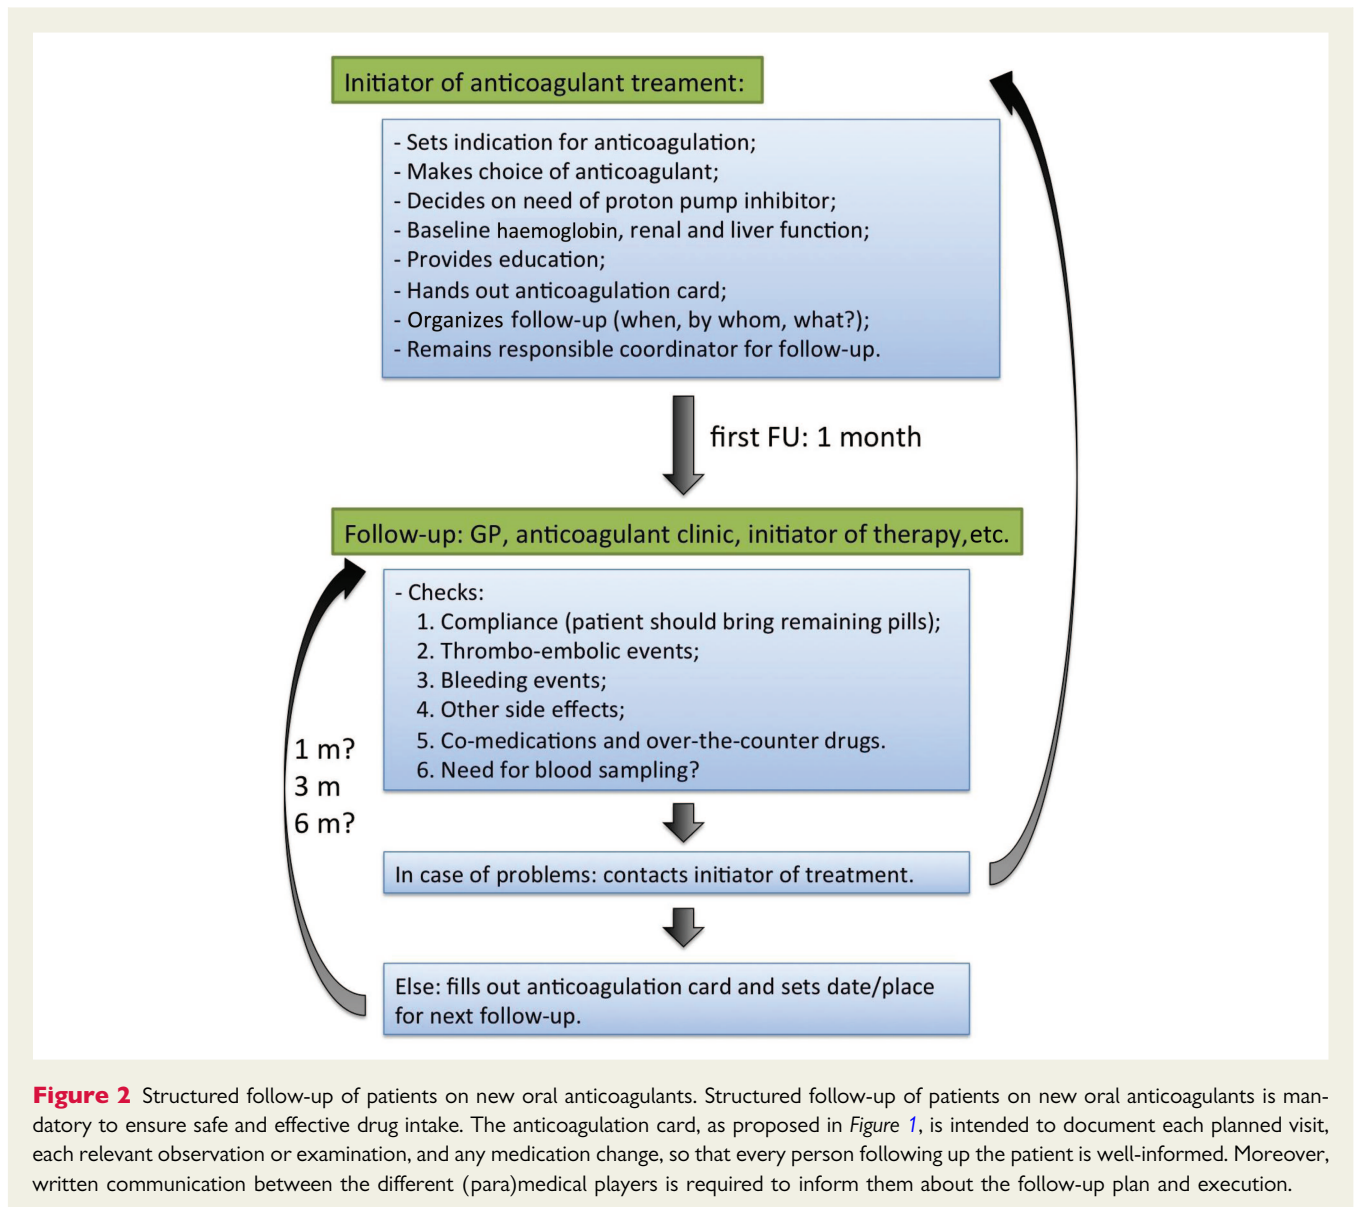 Initiator of anticoagulant treament:
- Sets indication for anticoagulation;
- Makes choice of anticoagulant;
- Decides on need of proton pump inhibitor;
- Baseline haemoglobin, renal and liver function;
- Provides education;
- Hands out anticoagulation card;
- Organizes follow-up (when, by whom, what?);
- Remains responsible coordinator for follow-up.
first FU: 1 month
Follow-up: GP, anticoagulant clinic, initiator of therapy,etc.
- Checks:
1. Compliance (patient should bring remaining pills);
2. Thrombo-embolic events;
3. Bleeding events;
4. Other side effects;
5. Co-medications and over-the-counter drugs.
6. Need for blood sampling?
1 m?
3 m
6 m?
In case of problems: contacts initiator of treatment.
Else: fills out anticoagulation card and sets date/place
for next follow-up.
Figure 2 Structured follow-up of patients on new oral anticoagulants. Structured follow-up of patients on new oral anticoagulants is man-
datory to ensure safe and effective drug intake. The anticoagulation card, as proposed in Figure 1, is intended to document each planned visit,
each relevant observation or examination, and any medication change, so that every person following up the patient is well-informed. Moreover,
written communication between the different (para)medical players is required to inform them about the follow-up plan and execution.